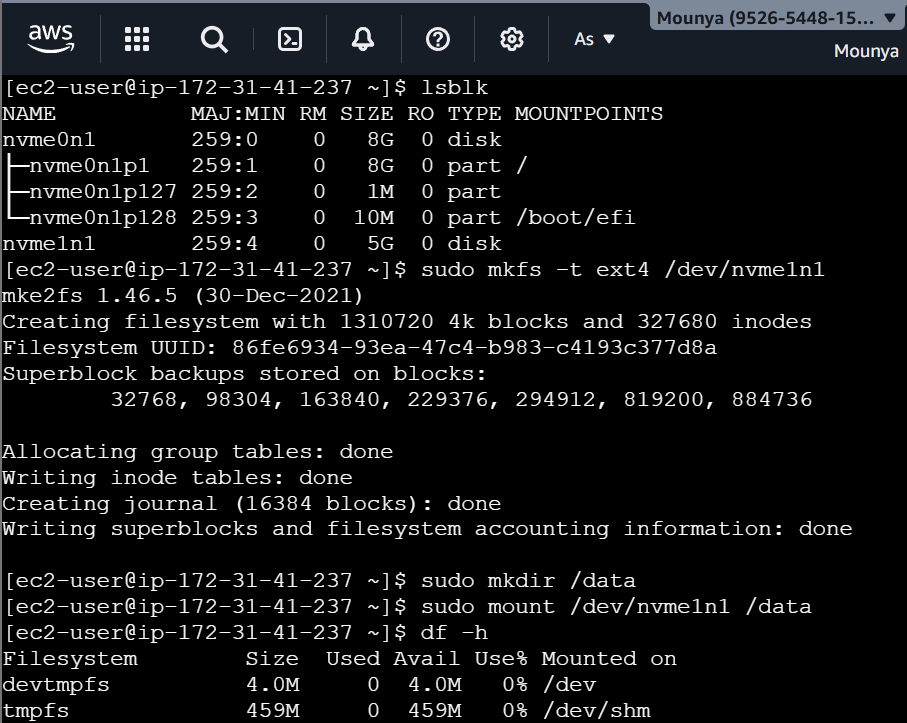 aws
As
Mounya (9526-5448-15...
Mounya
[ec2-user@ip-172-31-41-237 ~]$ lsblk
NAME          MAJ:MIN RM SIZE RO TYPE MOUNTPOINTS
nvme0n1       259:0    0   8G  0 disk
├─nvme0n1p1   259:1    0   8G  0 part /
├─nvme0n1p127 259:2    0   1M  0 part
└─nvme0n1p128 259:3    0  10M  0 part /boot/efi
nvme1n1       259:4    0   5G  0 disk
[ec2-user@ip-172-31-41-237 ~]$ sudo mkfs -t ext4 /dev/nvme1n1
mke2fs 1.46.5 (30-Dec-2021)
Creating filesystem with 1310720 4k blocks and 327680 inodes
Filesystem UUID: 86fe6934-93ea-47c4-b983-c4193c377d8a
Superblock backups stored on blocks:
        32768, 98304, 163840, 229376, 294912, 819200, 884736
Allocating group tables: done
Writing inode tables: done
Creating journal (16384 blocks): done
Writing superblocks and filesystem accounting information: done
[ec2-user@ip-172-31-41-237 ~]$ sudo mkdir /data
[ec2-user@ip-172-31-41-237 ~]$ sudo mount /dev/nvme1n1 /data
[ec2-user@ip-172-31-41-237 ~]$ df -h
Filesystem        Size  Used Avail Use% Mounted on
devtmpfs          4.0M     0  4.0M   0% /dev
tmpfs             459M     0  459M   0% /dev/shm